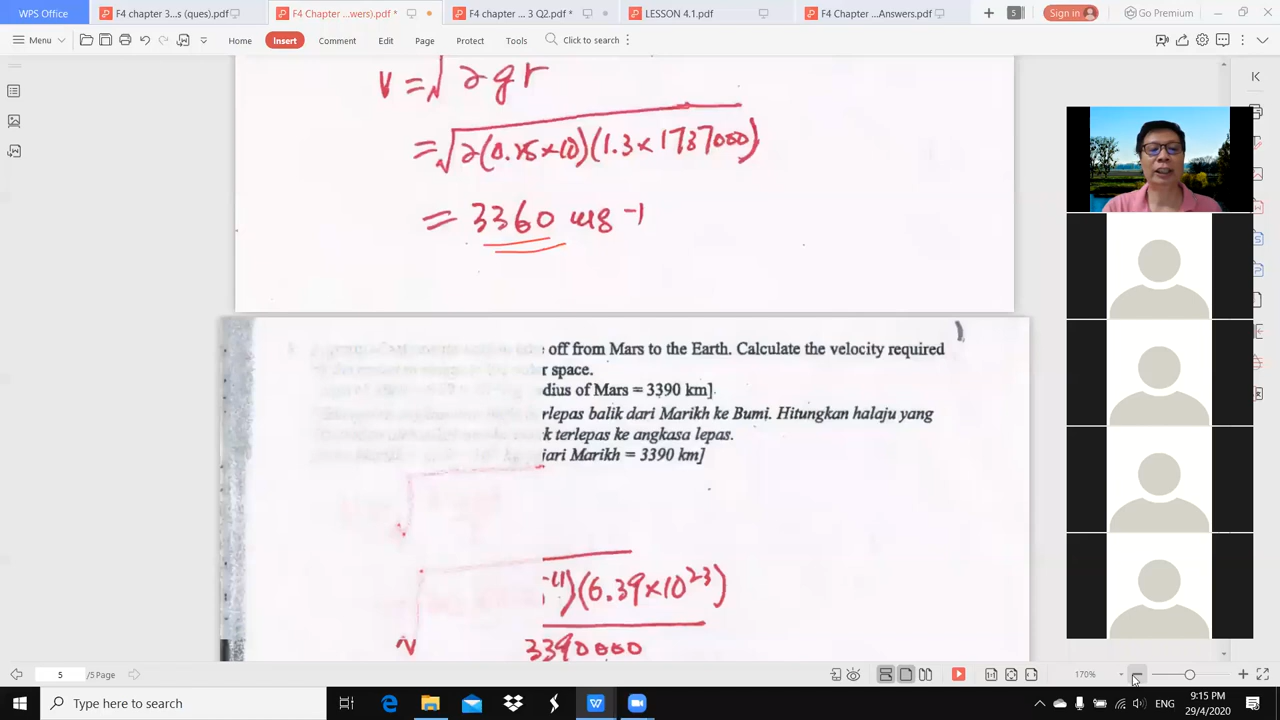 WPS Office
F4 chapter 3...s (ques).pdf
F4 Chapter ...wers).pdf *
F4 chapter ... 3 Q2.pdf *
LESSON 4.1.pdf
F4 Chapter ...Answers.pdf
5
Sign in
Go Premium
Menu
Home
Insert
Comment
Edit
Page
Protect
Tools
Click to search
V = √2gr
= √2(0.25×10)(1.3×1737000)
= 3360 ms⁻¹
off from Mars to the Earth. Calculate the velocity required
r space.
dius of Mars = 3390 km]
rlepas balik dari Marikh ke Bumi. Hitungkan halaju yang
k terlepas ke angkasa lepas.
jari Marikh = 3390 km]
⁻¹¹)(6.39×10²³)
3390000
5
/5 Page
170%
Type here to search
ENG
9:15 PM
29/4/2020